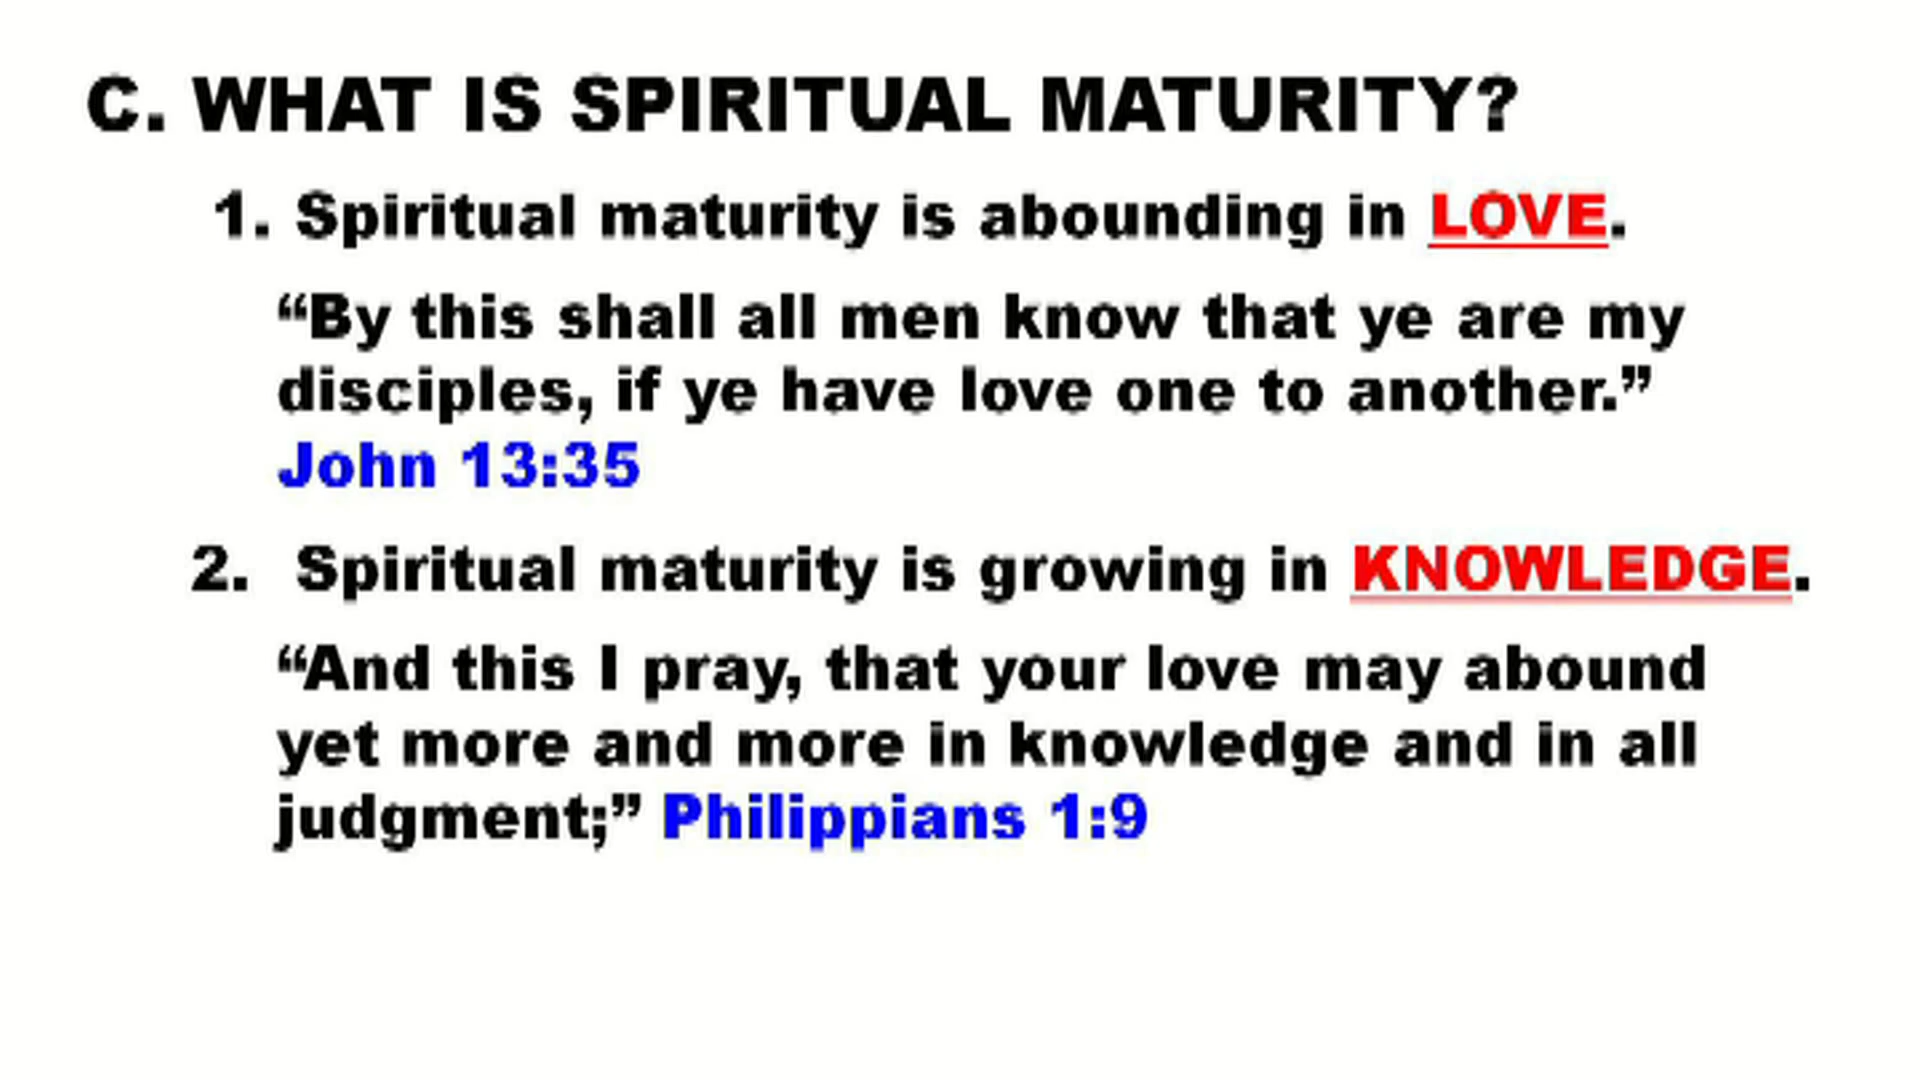 C. WHAT IS SPIRITUAL MATURITY?
1. Spiritual maturity is abounding in LOVE.
“By this shall all men know that ye are my
disciples, if ye have love one to another.”
John 13:35
2. Spiritual maturity is growing in KNOWLEDGE.
“And this I pray, that your love may abound
yet more and more in knowledge and in all
judgment;” Philippians 1:9